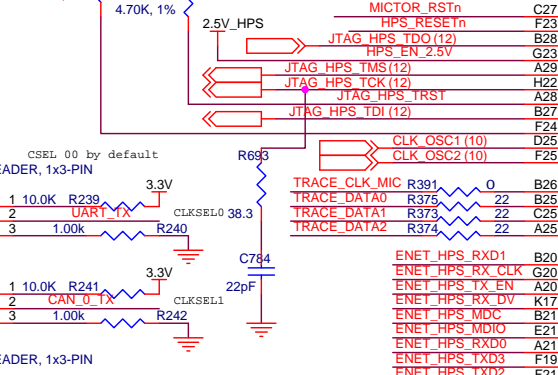 4.70K, 1%
MICTOR_RSTn C27
2.5V_HPS HPS_RESETn F23
JTAG_HPS_TDO (12) B28
HPS_EN_2.5V G23
JTAG_HPS_TMS (12) A29
JTAG_HPS_TCK (12) H22
JTAG_HPS_TRST A28
JTAG_HPS_TDI (12) B27
F24
CLK_OSC1 (10) D25
CSEL 00 by default R693 CLK_OSC2 (10) F25
EADER, 1x3-PIN
3.3V TRACE_CLK_MIC R391 0 B26
1 10.0K R239 TRACE_DATA0 R375 22 B25
2 UART_TX CLKSEL0 38.3 TRACE_DATA1 R373 22 C25
3 1.00k R240 TRACE_DATA2 R374 22 A25
C784 ENET_HPS_RXD1 B20
3.3V ENET_HPS_RX_CLK G20
1 10.0K R241 22pF ENET_HPS_TX_EN A20
2 CAN_0_TX CLKSEL1 ENET_HPS_RX_DV K17
3 1.00k R242 ENET_HPS_MDC B21
ENET_HPS_MDIO E21
ENET_HPS_RXD0 A21
EADER, 1x3-PIN ENET_HPS_TXD3 F19
ENET_HPS_TXD2 F21